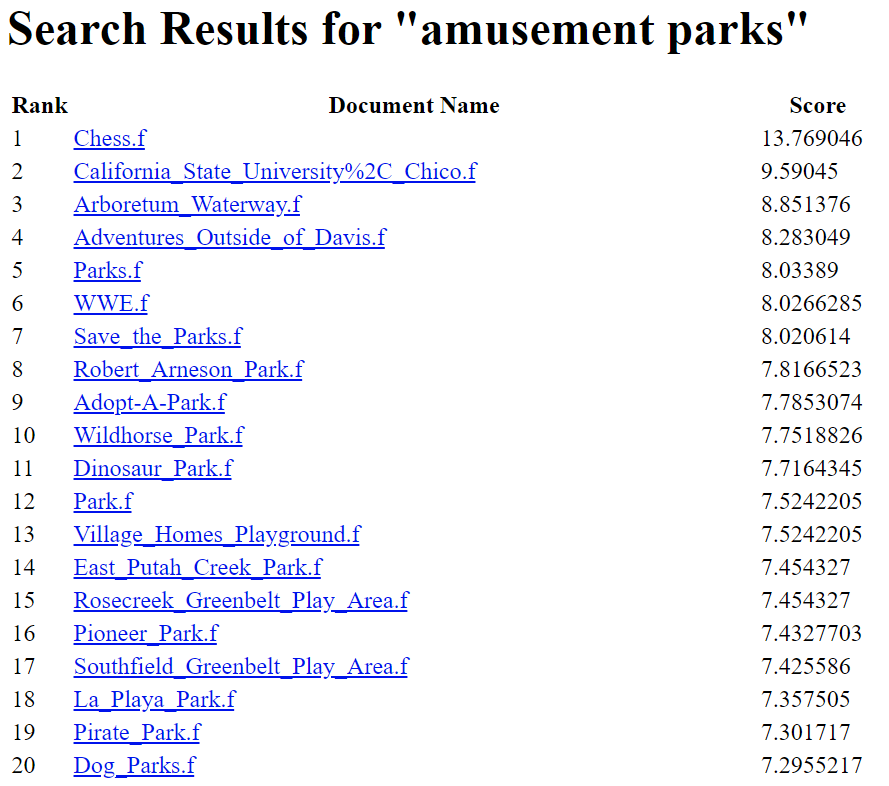 Search Results for "amusement parks"
Rank Document Name Score
1 Chess.f 13.769046
2 California_State_University%2C_Chico.f 9.59045
3 Arboretum_Waterway.f 8.851376
4 Adventures_Outside_of_Davis.f 8.283049
5 Parks.f 8.03389
6 WWE.f 8.0266285
7 Save_the_Parks.f 8.020614
8 Robert_Arneson_Park.f 7.8166523
9 Adopt-A-Park.f 7.7853074
10 Wildhorse_Park.f 7.7518826
11 Dinosaur_Park.f 7.7164345
12 Park.f 7.5242205
13 Village_Homes_Playground.f 7.5242205
14 East_Putah_Creek_Park.f 7.454327
15 Rosecreek_Greenbelt_Play_Area.f 7.454327
16 Pioneer_Park.f 7.4327703
17 Southfield_Greenbelt_Play_Area.f 7.425586
18 La_Playa_Park.f 7.357505
19 Pirate_Park.f 7.301717
20 Dog_Parks.f 7.2955217